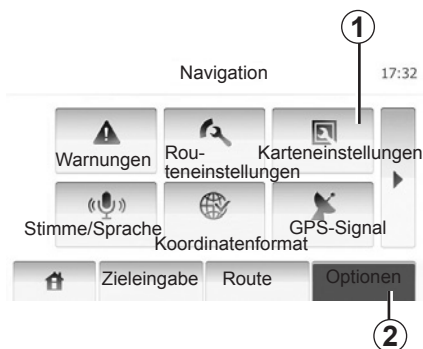 1
Navigation 17:32
Warnungen
Rou-
teneinstellungen
Karteneinstellungen
Stimme/Sprache
Koordinatenformat
GPS-Signal
Zieleingabe Route Optionen
2